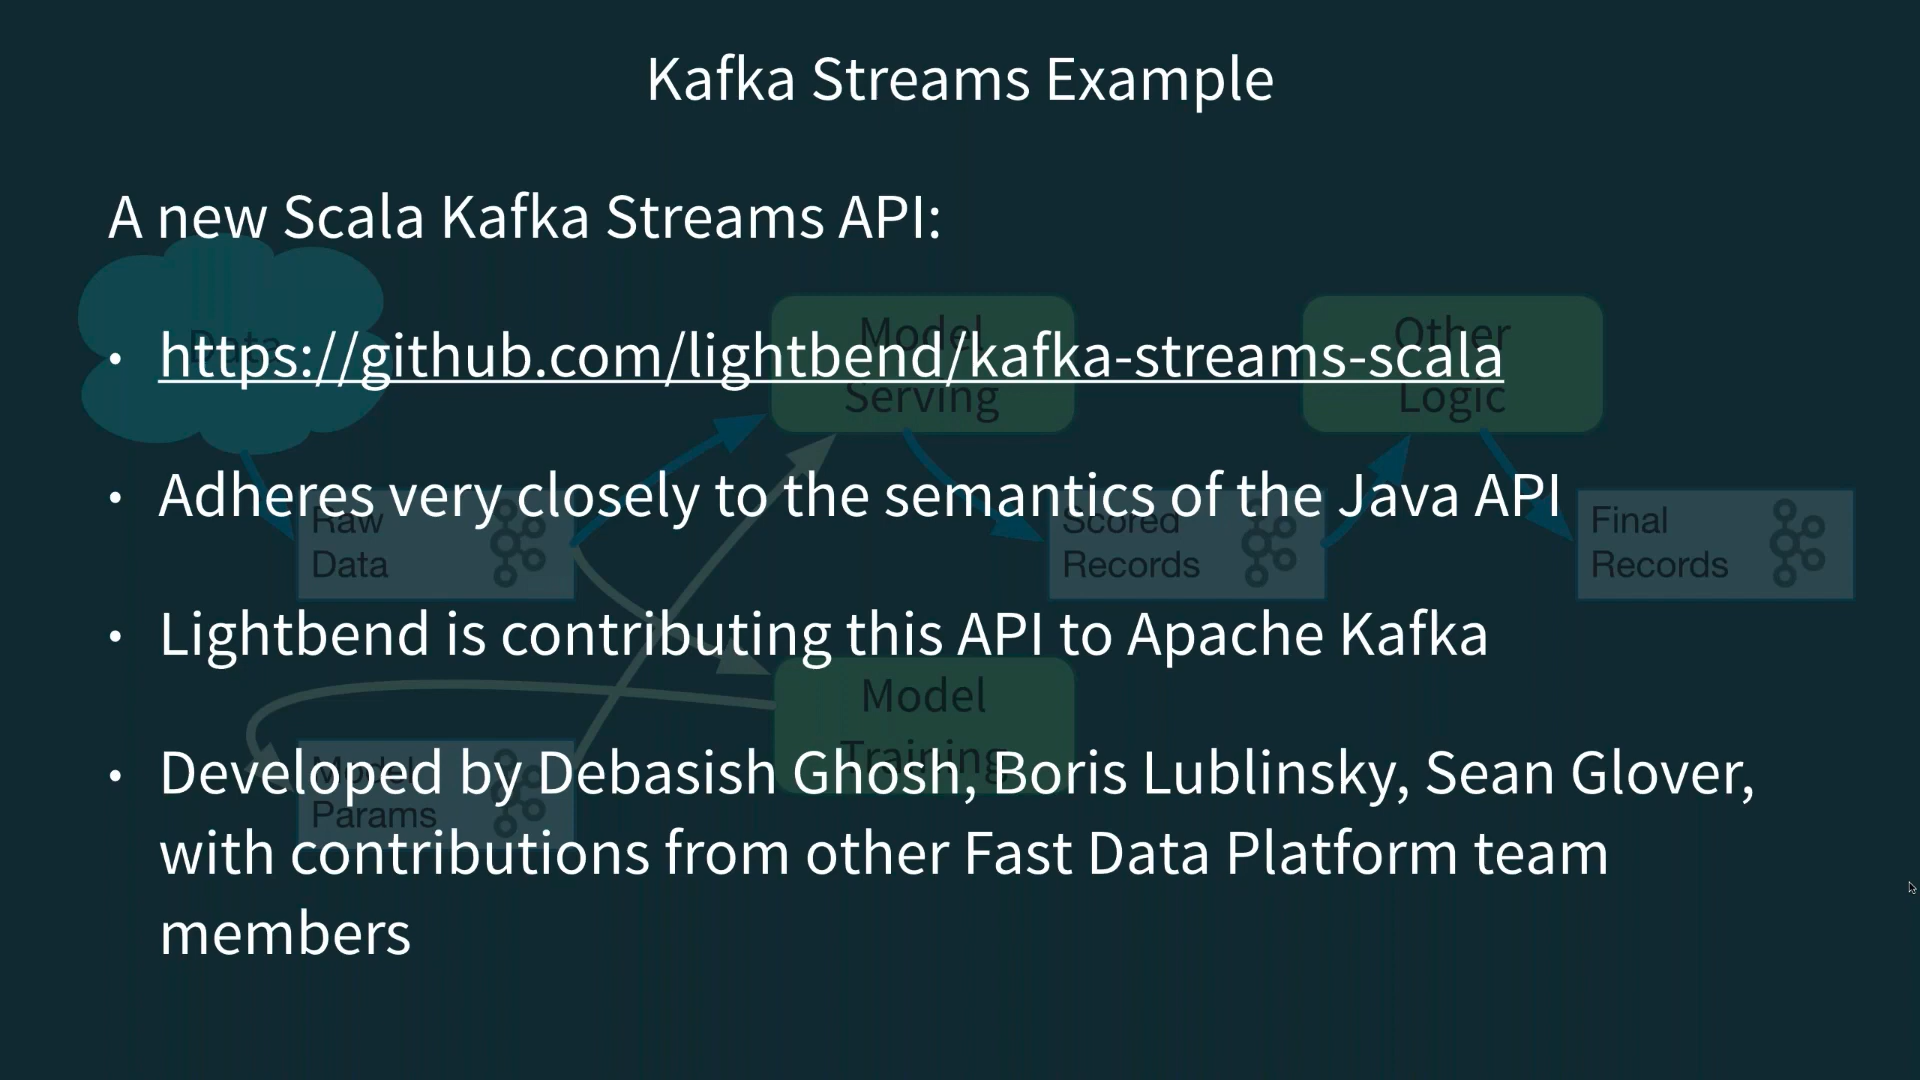 Kafka Streams Example
A new Scala Kafka Streams API:
• https://github.com/lightbend/kafka-streams-scala
• Adheres very closely to the semantics of the Java API
• Lightbend is contributing this API to Apache Kafka
• Developed by Debasish Ghosh, Boris Lublinsky, Sean Glover,
with contributions from other Fast Data Platform team
members
Data
Model
Serving
Other
Logic
Raw
Data
Scored
Records
Final
Records
Model
Training
Model
Params